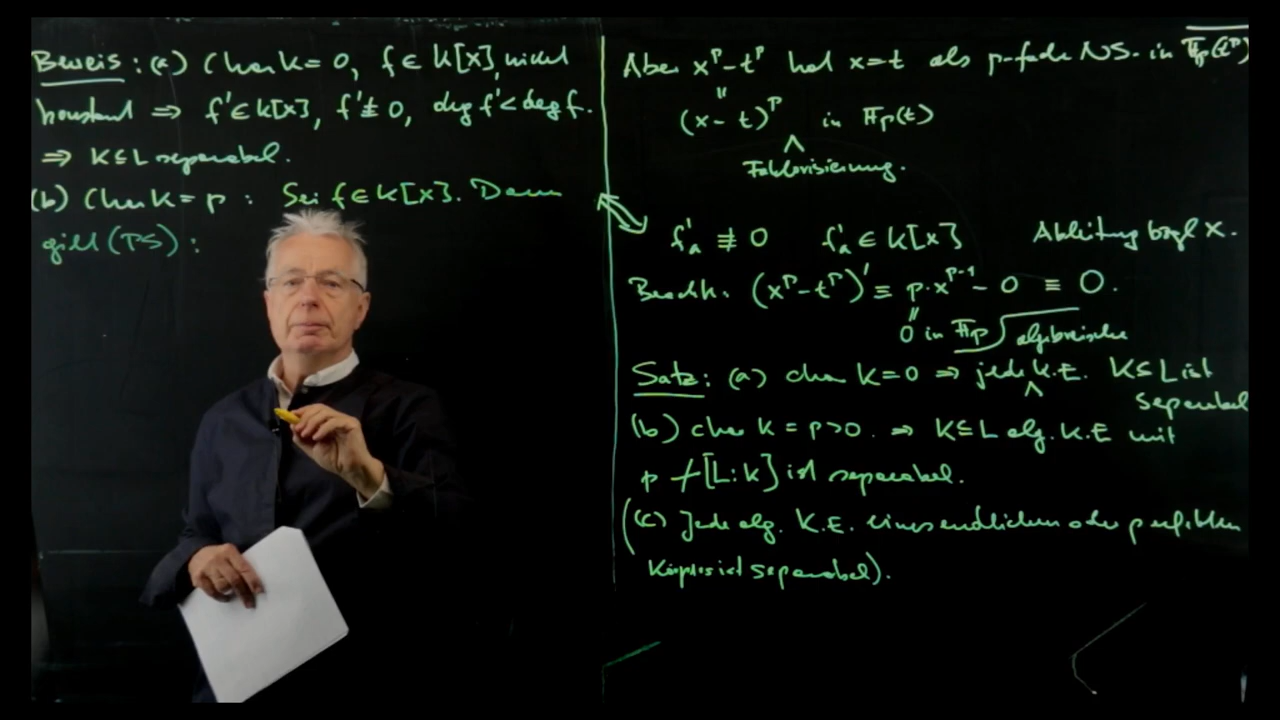 Beweis: (a) Char k = 0, f ∈ k[x], nicht
konstant ⇒ f' ∈ k[x], f' ≢ 0, deg f' < deg f.
⇒ K ⊆ L separabel.
(b) Char k = p : Sei f ∈ k[x]. Dann
gilt (PS) :
Aber x^p - t^p hat x = t als p-fache NS. in \overline{𝔽_p(t^p)}
=
(x - t)^p in 𝔽_p(t)
^
Faktorisierung.
f'_a ≢ 0 f'_a ∈ k[x] Ableitung bzgl x.
Beacht: (x^p - t^p)' ≡ p·x^{p-1} - 0 ≡ 0.
=
0 in 𝔽_p algebraische
Satz: (a) char K = 0 ⇒ jede K.E. K ⊆ L ist
separabel
(b) char k = p > 0. ⇒ K ⊆ L alg. K.E mit
p ∤ [L:k] ist separabel.
((c) Jede alg. K.E. eines endlichen oder perfekten
Körpers ist separabel).